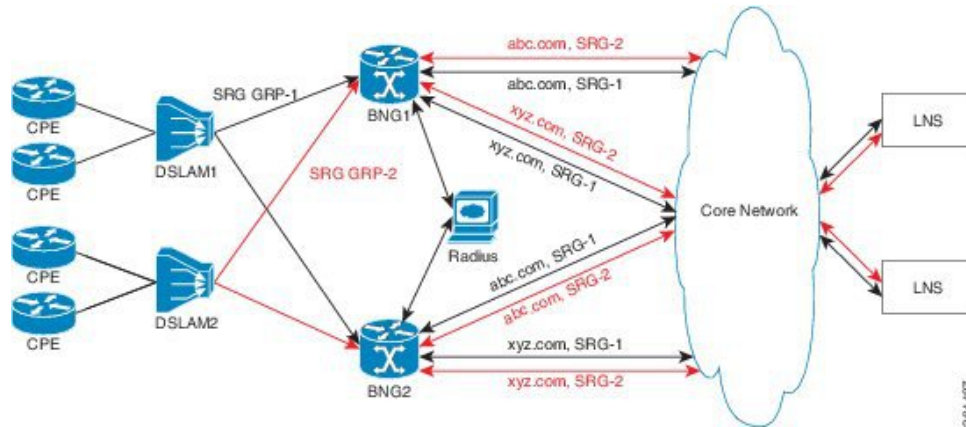 abc.com, SRG-2
abc.com, SRG-1
SRG GRP-1
CPE
BNG1
xyz.com, SRG-2
xyz.com, SRG-1
LNS
CPE
DSLAM1
SRG GRP-2
Core Network
Radius
CPE
abc.com, SRG-1
abc.com, SRG-2
LNS
CPE
DSLAM2
xyz.com, SRG-1
BNG2
xyz.com, SRG-2